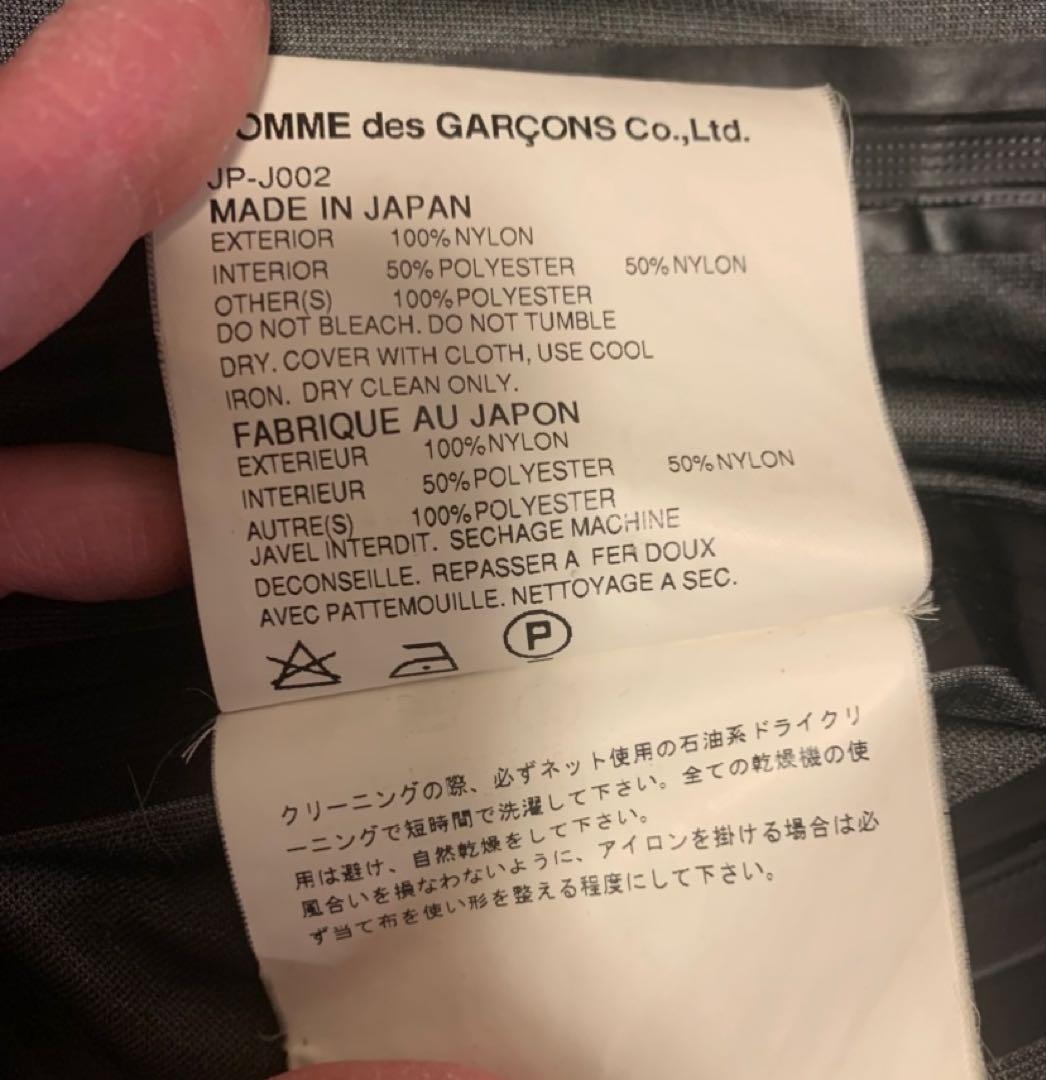 OMME des GARÇONS Co.,Ltd.
JP-J002
MADE IN JAPAN
EXTERIOR 100% NYLON
INTERIOR 50% POLYESTER 50% NYLON
OTHER(S) 100% POLYESTER
DO NOT BLEACH. DO NOT TUMBLE
DRY. COVER WITH CLOTH, USE COOL
IRON. DRY CLEAN ONLY.
FABRIQUE AU JAPON
EXTERIEUR 100% NYLON
INTERIEUR 50% POLYESTER 50% NYLON
AUTRE(S) 100% POLYESTER
JAVEL INTERDIT. SECHAGE MACHINE
DECONSEILLE. REPASSER A FER DOUX
AVEC PATTEMOUILLE. NETTOYAGE A SEC.
P
クリーニングの際、必ずネット使用の石油系ドライクリ
ーニングで短時間で洗濯して下さい。全ての乾燥機の使
用は避け、自然乾燥をして下さい。
風合いを損なわないように、アイロンを掛ける場合は必
ず当て布を使い形を整える程度にして下さい。